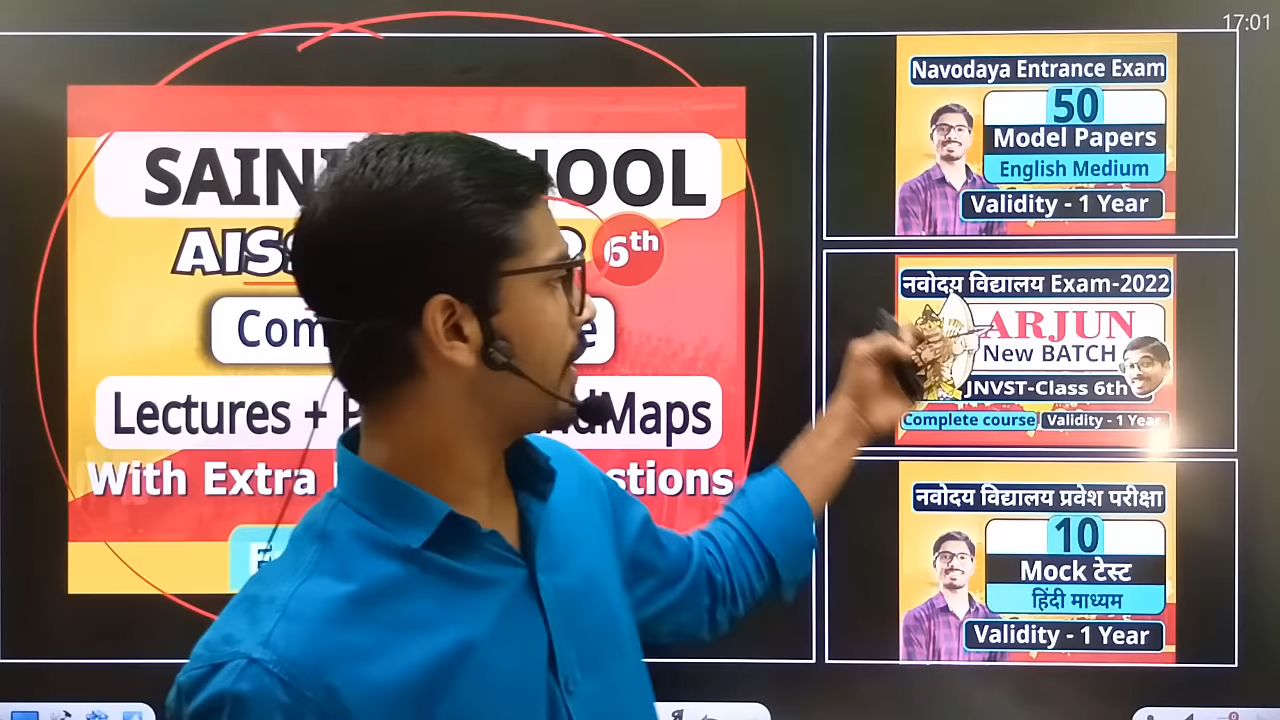 17:01
SAIN OOL
AISS 6th
Com e
Lectures + P ndMaps
With Extra stions
Navodaya Entrance Exam
50
Model Papers
English Medium
Validity - 1 Year
नवोदय विद्यालय Exam-2022
ARJUN
New BATCH
JNVST-Class 6th
Complete course Validity - 1 Year
नवोदय विद्यालय प्रवेश परीक्षा
10
Mock टेस्ट
हिंदी माध्यम
Validity - 1 Year